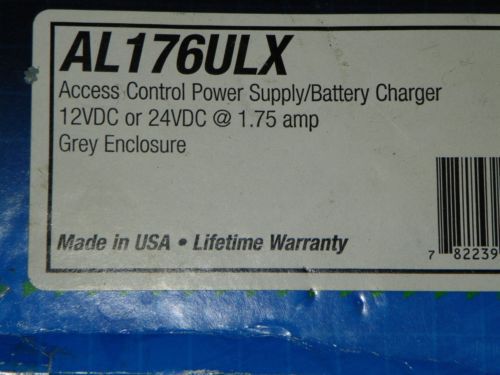 AL176ULX
Access Control Power Supply/Battery Charger
12VDC or 24VDC @ 1.75 amp
Grey Enclosure
Made in USA • Lifetime Warranty
7 82239